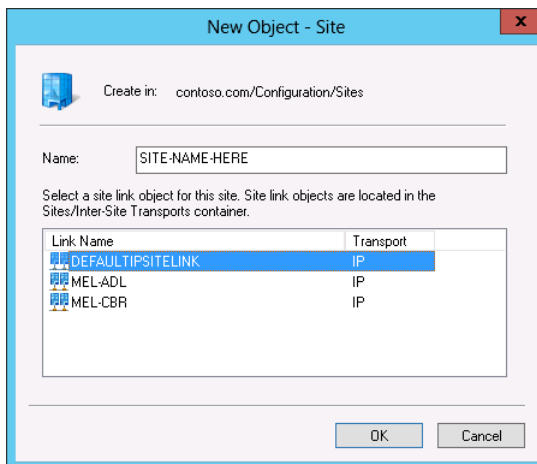 New Object - Site
x
Create in: contoso.com/Configuration/Sites
Name: SITE-NAME-HERE
Select a site link object for this site. Site link objects are located in the
Sites/Inter-Site Transports container.
Link Name Transport
DEFAULTIPSITELINK IP
MEL-ADL IP
MEL-CBR IP
OK Cancel